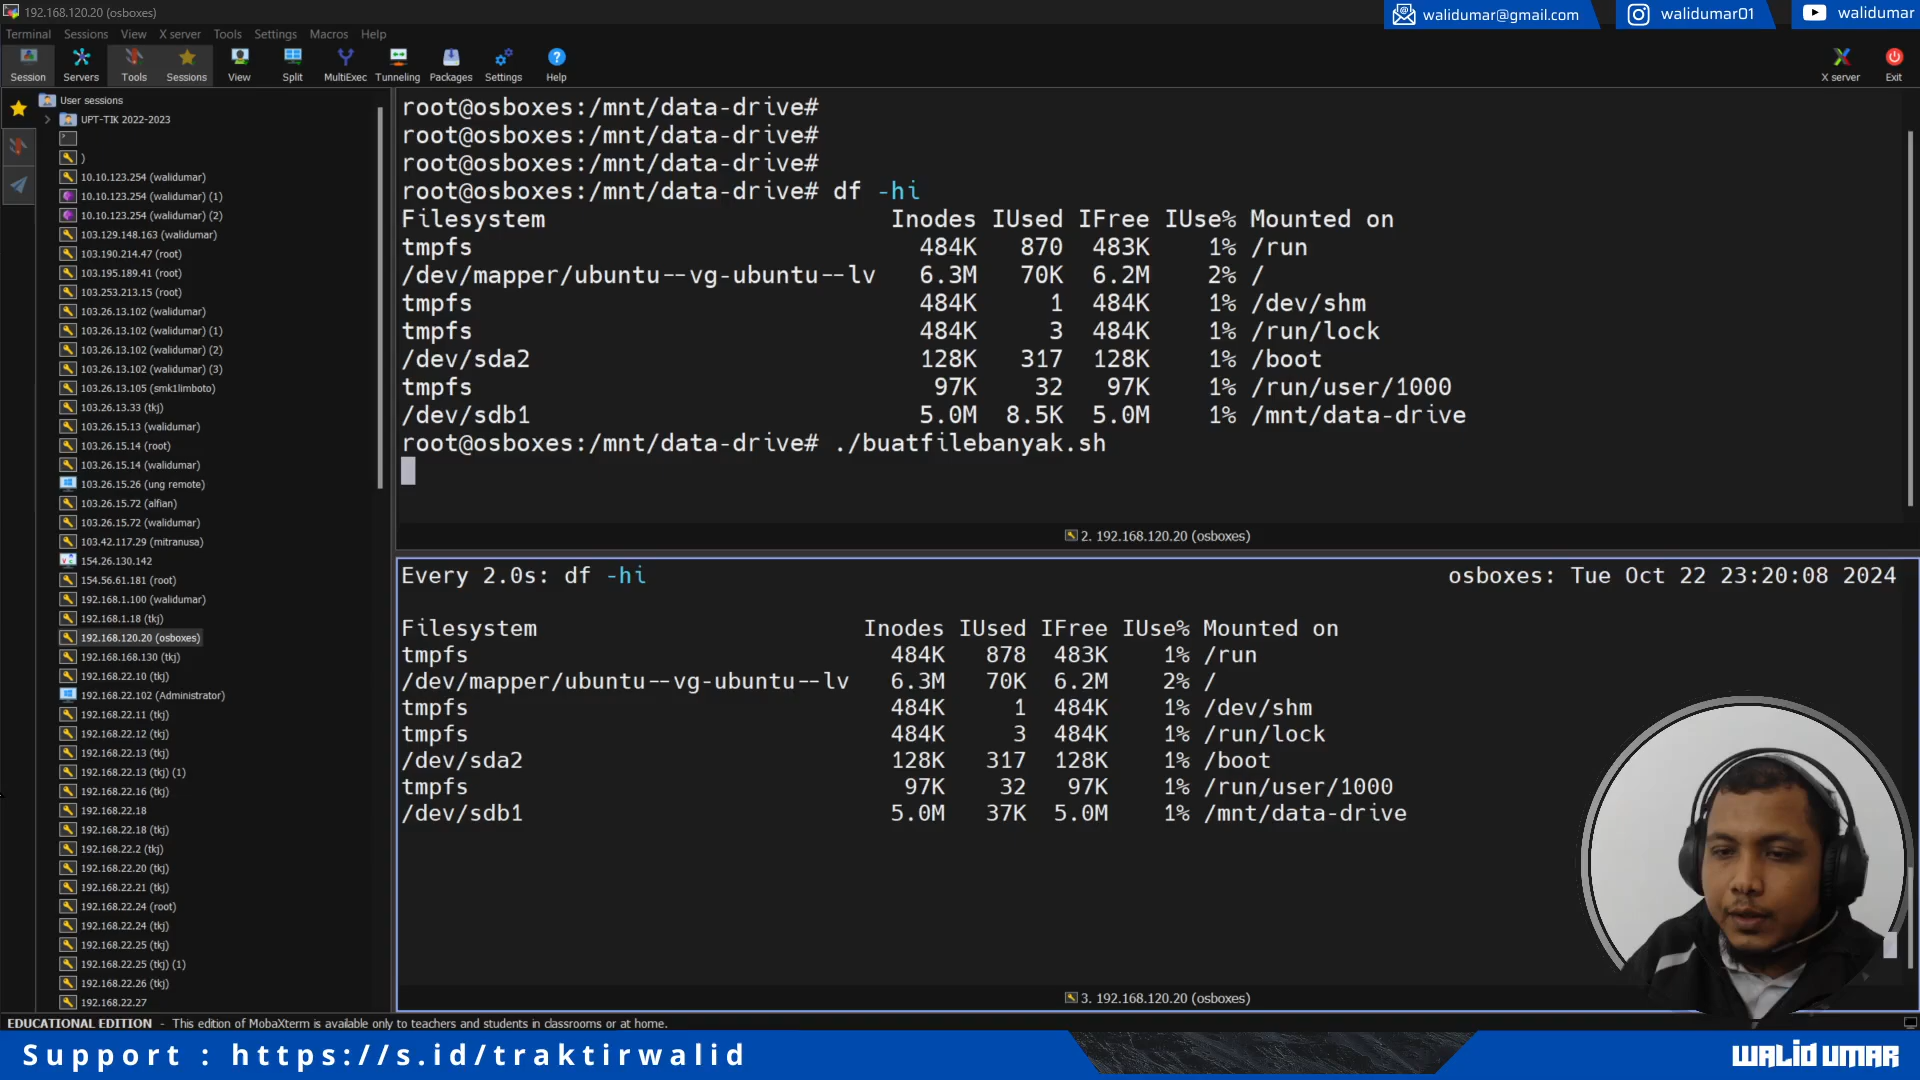 192.168.120.20 (osboxes)
walidumar@gmail.com
walidumar01
walidumar
Terminal Sessions View X server Tools Settings Macros Help
Session Servers Tools Sessions View Split MultiExec Tunneling Packages Settings Help X server Exit
User sessions
UPT-TIK 2022-2023
)
10.10.123.254 (walidumar)
10.10.123.254 (walidumar) (1)
10.10.123.254 (walidumar) (2)
103.129.148.163 (walidumar)
103.190.214.47 (root)
103.195.189.41 (root)
103.253.213.15 (root)
103.26.13.102 (walidumar)
103.26.13.102 (walidumar) (1)
103.26.13.102 (walidumar) (2)
103.26.13.102 (walidumar) (3)
103.26.13.105 (smk1limboto)
103.26.13.33 (tkj)
103.26.15.13 (walidumar)
103.26.15.14 (root)
103.26.15.14 (walidumar)
103.26.15.26 (ung remote)
103.26.15.72 (alfian)
103.26.15.72 (walidumar)
103.42.117.29 (mitranusa)
154.26.130.142
154.56.61.181 (root)
192.168.1.100 (walidumar)
192.168.1.18 (tkj)
192.168.120.20 (osboxes)
192.168.168.130 (tkj)
192.168.22.10 (tkj)
192.168.22.102 (Administrator)
192.168.22.11 (tkj)
192.168.22.12 (tkj)
192.168.22.13 (tkj)
192.168.22.13 (tkj) (1)
192.168.22.16 (tkj)
192.168.22.18
192.168.22.18 (tkj)
192.168.22.2 (tkj)
192.168.22.20 (tkj)
192.168.22.21 (tkj)
192.168.22.24 (root)
192.168.22.24 (tkj)
192.168.22.25 (tkj)
192.168.22.25 (tkj) (1)
192.168.22.26 (tkj)
192.168.22.27
root@osboxes:/mnt/data-drive#
root@osboxes:/mnt/data-drive#
root@osboxes:/mnt/data-drive#
root@osboxes:/mnt/data-drive# df -hi
Filesystem Inodes IUsed IFree IUse% Mounted on
tmpfs 484K 870 483K 1% /run
/dev/mapper/ubuntu--vg-ubuntu--lv 6.3M 70K 6.2M 2% /
tmpfs 484K 1 484K 1% /dev/shm
tmpfs 484K 3 484K 1% /run/lock
/dev/sda2 128K 317 128K 1% /boot
tmpfs 97K 32 97K 1% /run/user/1000
/dev/sdb1 5.0M 8.5K 5.0M 1% /mnt/data-drive
root@osboxes:/mnt/data-drive# ./buatfilebanyak.sh
2. 192.168.120.20 (osboxes)
Every 2.0s: df -hi osboxes: Tue Oct 22 23:20:08 2024
Filesystem Inodes IUsed IFree IUse% Mounted on
tmpfs 484K 878 483K 1% /run
/dev/mapper/ubuntu--vg-ubuntu--lv 6.3M 70K 6.2M 2% /
tmpfs 484K 1 484K 1% /dev/shm
tmpfs 484K 3 484K 1% /run/lock
/dev/sda2 128K 317 128K 1% /boot
tmpfs 97K 32 97K 1% /run/user/1000
/dev/sdb1 5.0M 37K 5.0M 1% /mnt/data-drive
3. 192.168.120.20 (osboxes)
EDUCATIONAL EDITION - This edition of MobaXterm is available only to teachers and students in classrooms or at home.
Support : https://s.id/traktirwalid
WALID UMAR